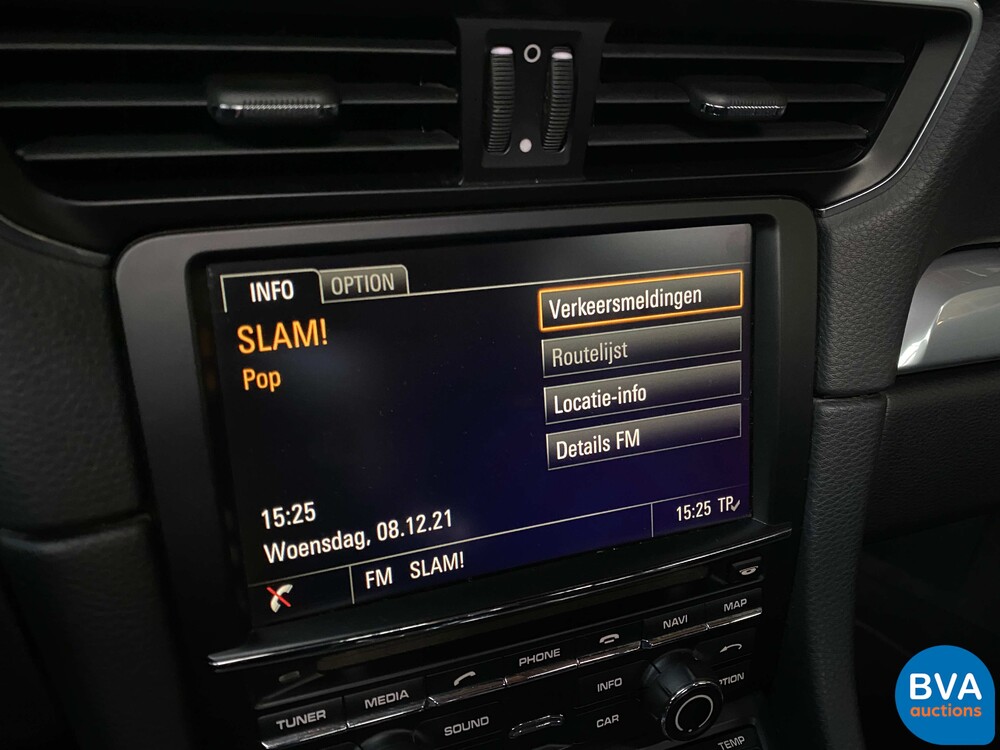 INFO OPTION
SLAM!
Pop
Verkeersmeldingen
Routelijst
Locatie-info
Details FM
15:25
Woensdag, 08.12.21
15:25 TP
FM SLAM!
TUNER MEDIA PHONE NAVI MAP
SOUND INFO
CAR
TEMP
BVA
auctions